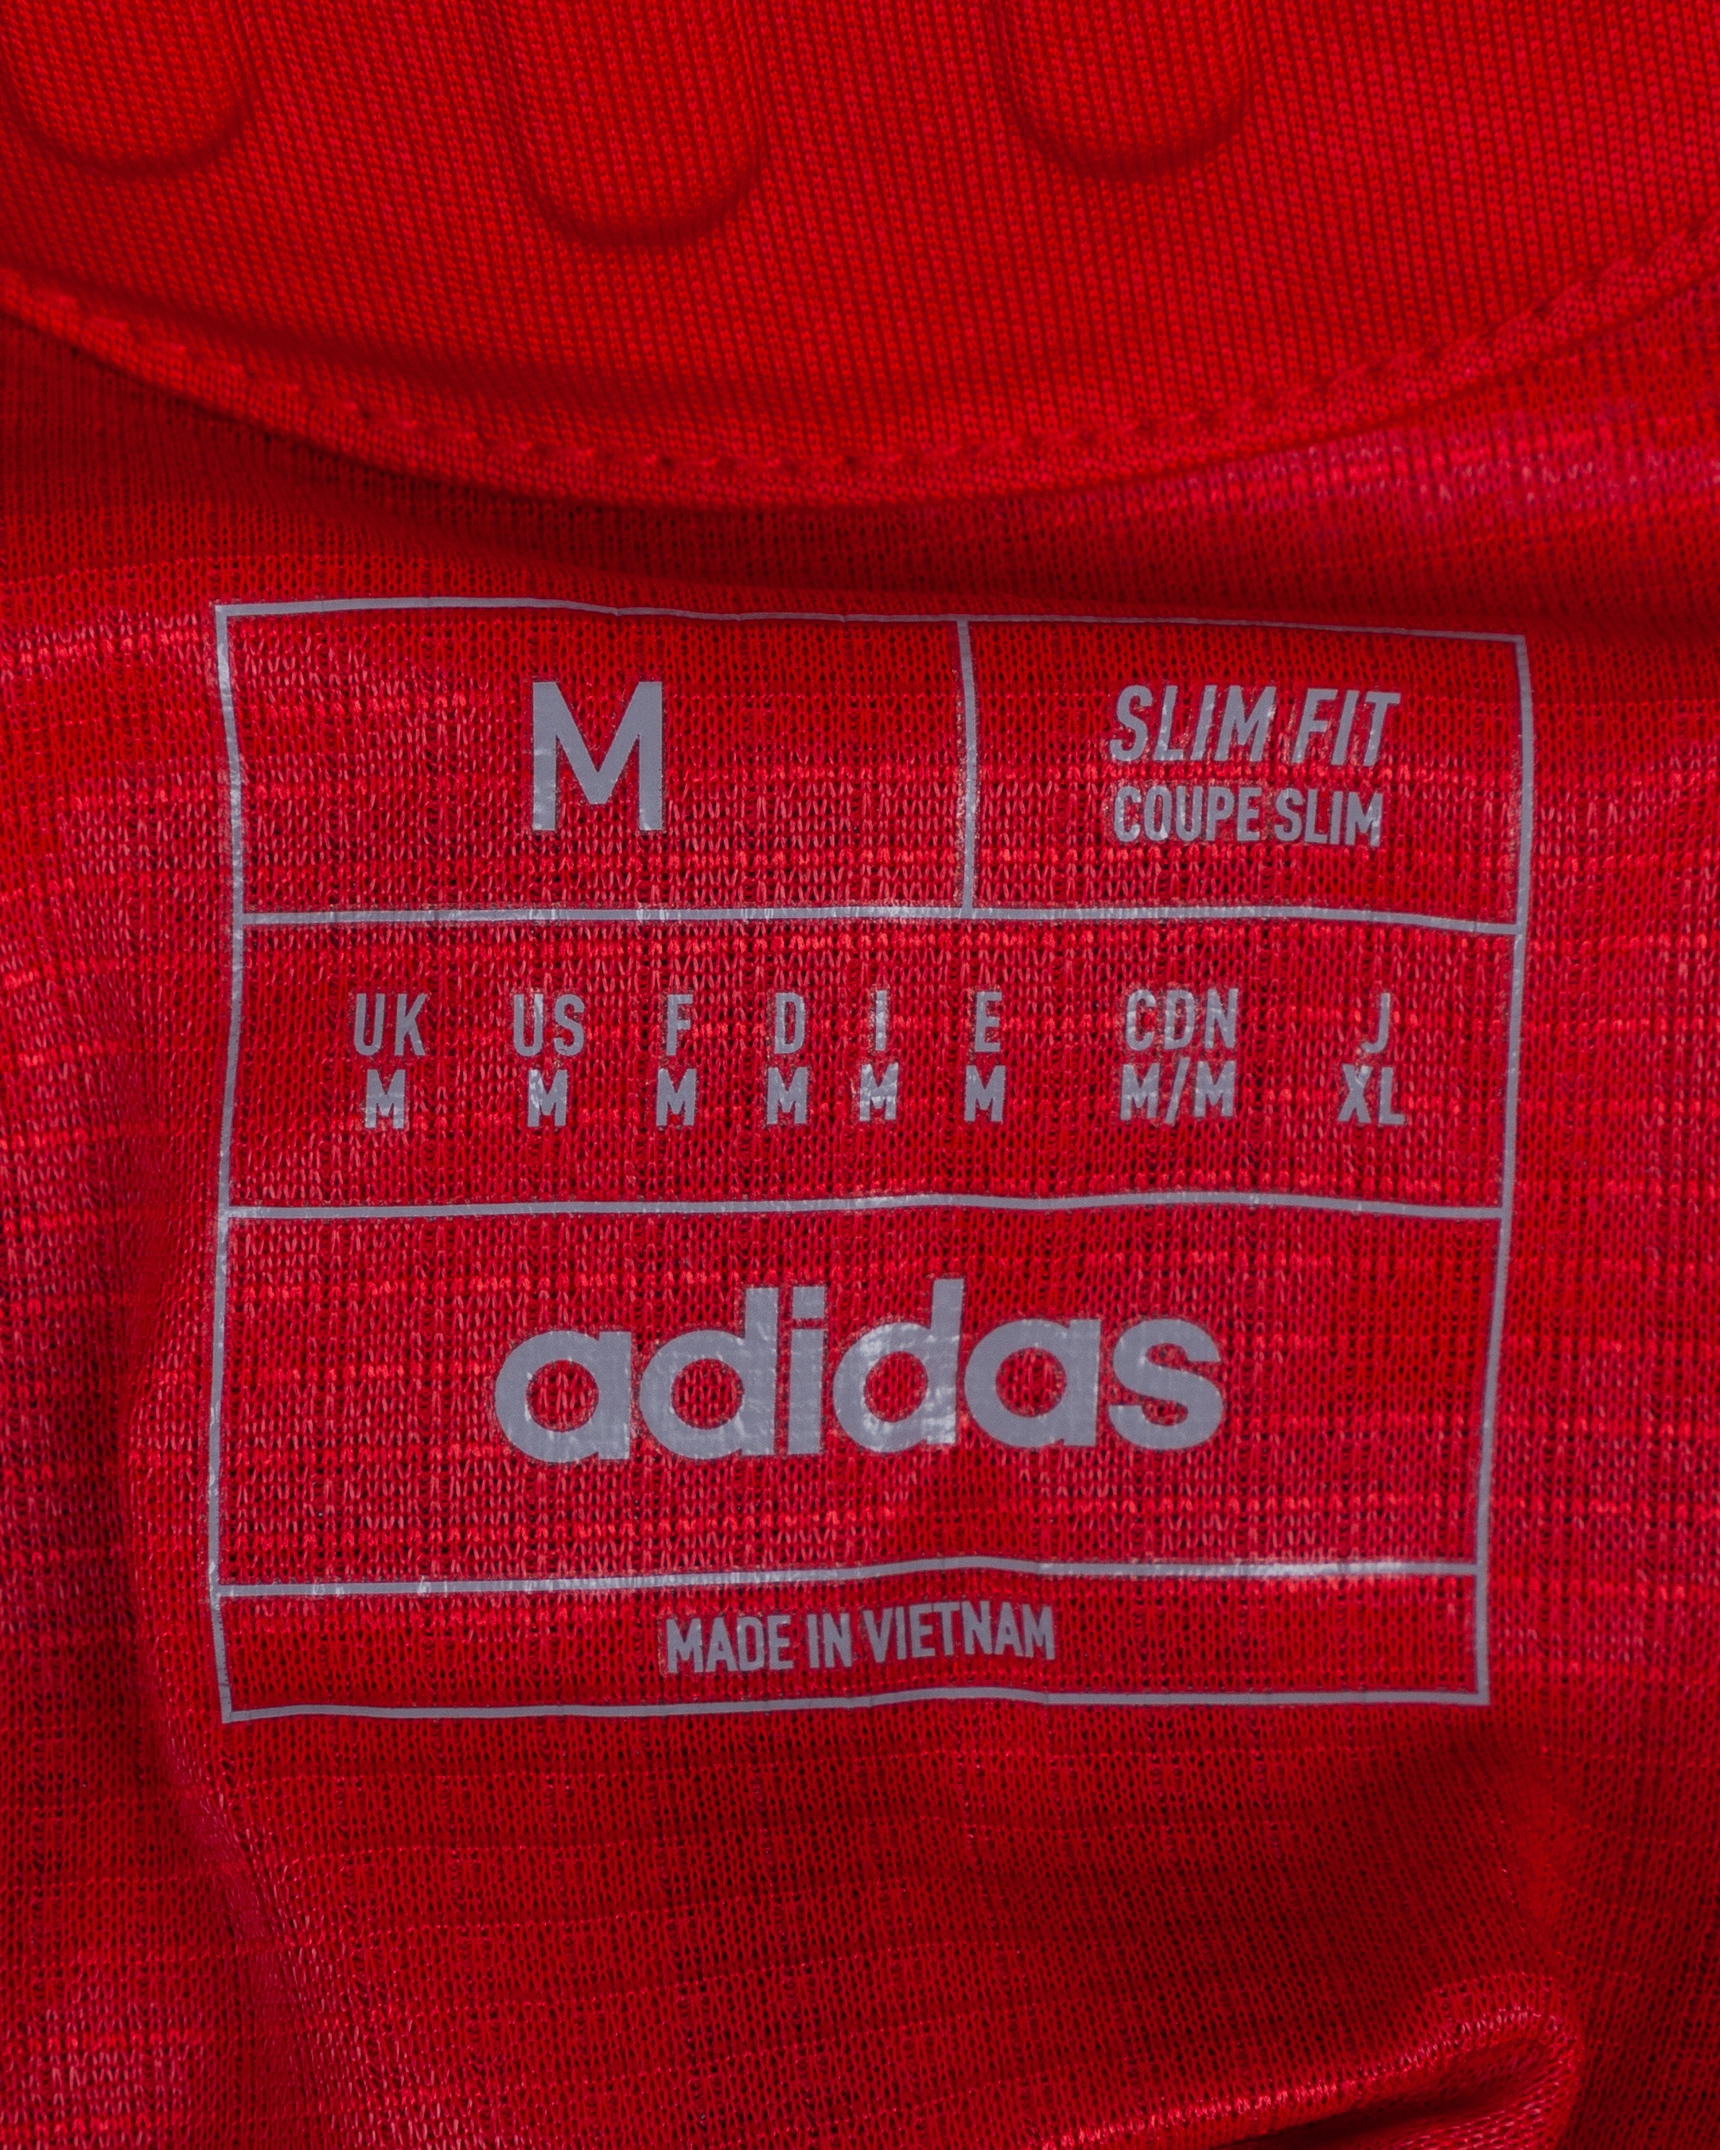 M
SLIM FIT
COUPE SLIM
UK US F D I E CDN J
M M M M M M M/M XL
adidas
MADE IN VIETNAM